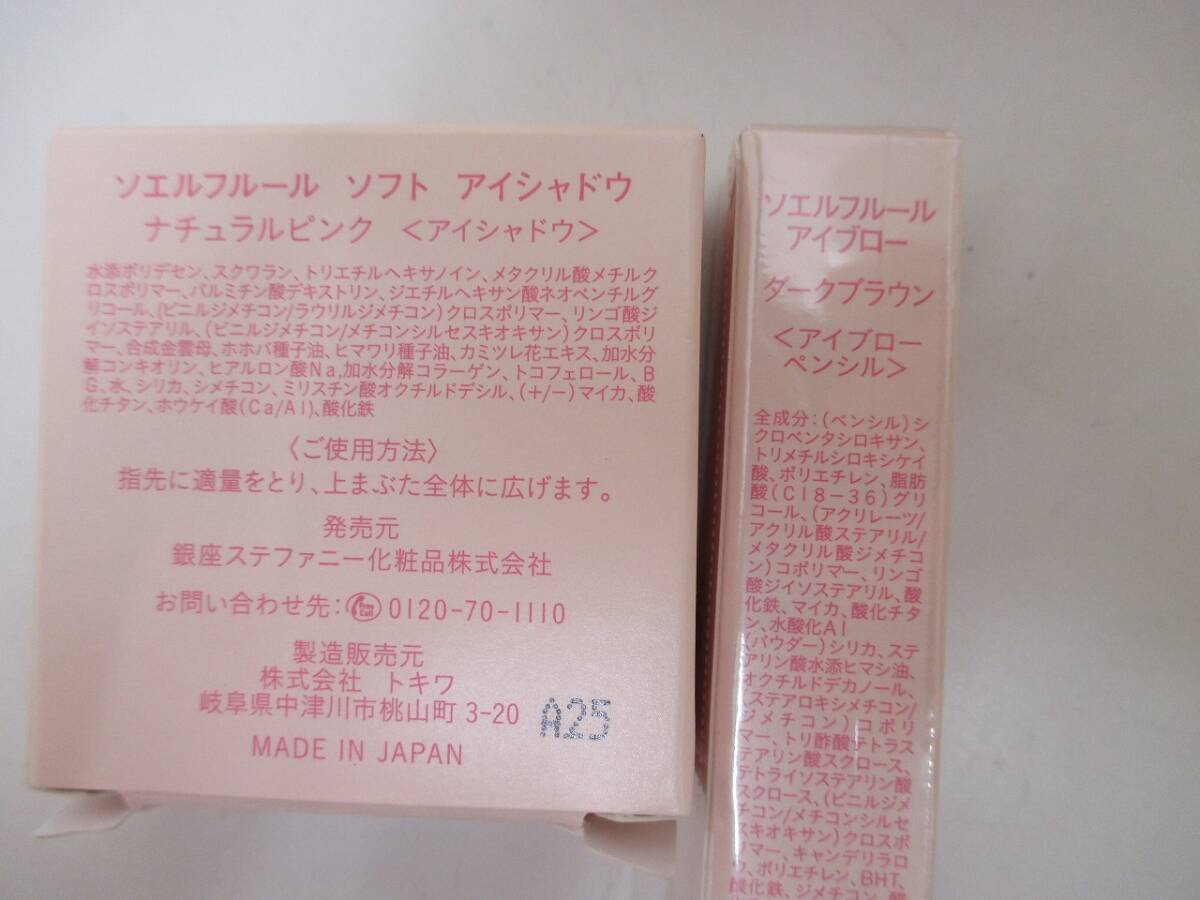 ソエルフルール ソフト アイシャドウ
ナチュラルピンク 〈アイシャドウ〉
水添ポリデセン、スクワラン、トリエチルヘキサノイン、メタクリル酸メチルク
ロスポリマー、パルミチン酸デキストリン、ジエチルヘキサン酸ネオペンチルグ
リコール、(ビニルジメチコン/ラウリルジメチコン)クロスポリマー、リンゴ酸ジ
イソステアリル、(ビニルジメチコン/メチコンシルセスキオキサン)クロスポリ
マー、合成金雲母、ホホバ種子油、ヒマワリ種子油、カミツレ花エキス、加水分
解コンキオリン、ヒアルロン酸Na,加水分解コラーゲン、トコフェロール、B
G、水、シリカ、シメチコン、ミリスチン酸オクチルドデシル、(+/−)マイカ、酸
化チタン、ホウケイ酸(Ca/Al)、酸化鉄
〈ご使用方法〉
指先に適量をとり、上まぶた全体に広げます。
発売元
銀座ステファニー化粧品株式会社
お問い合わせ先: 0120-70-1110
製造販売元
株式会社 トキワ
岐阜県中津川市桃山町 3-20
A25
MADE IN JAPAN
ソエルフルール
アイブロー
ダークブラウン
〈アイブロー
ペンシル〉
全成分:(ペンシル)シ
クロペンタシロキサン、
トリメチルシロキシケイ
酸、ポリエチレン、脂肪
酸(C18-36)グリ
コール、(アクリレーツ/
アクリル酸ステアリル/
メタクリル酸ジメチコ
ン)コポリマー、リンゴ
酸ジイソステアリル、酸
化鉄、マイカ、酸化チタ
ン、水酸化Al
(パウダー)シリカ、ステ
アリン酸水添ヒマシ油、
オクチルドデカノール、
(ステアロキシメチコン/
ジメチコン)コポリ
マー、トリ酢酸テトラス
テアリン酸スクロース、
テトライソステアリン酸
スクロース、(ビニルジメ
チコン/メチコンシルセ
スキオキサン)クロスポ
リマー、キャンデリラロ
ウ、ポリエチレン、BHT、
酸化鉄、ジメチコン、酸